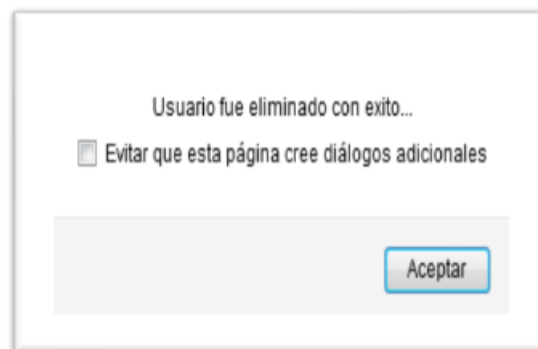 Usuario fue eliminado con exito...
Evitar que esta página cree diálogos adicionales
Aceptar